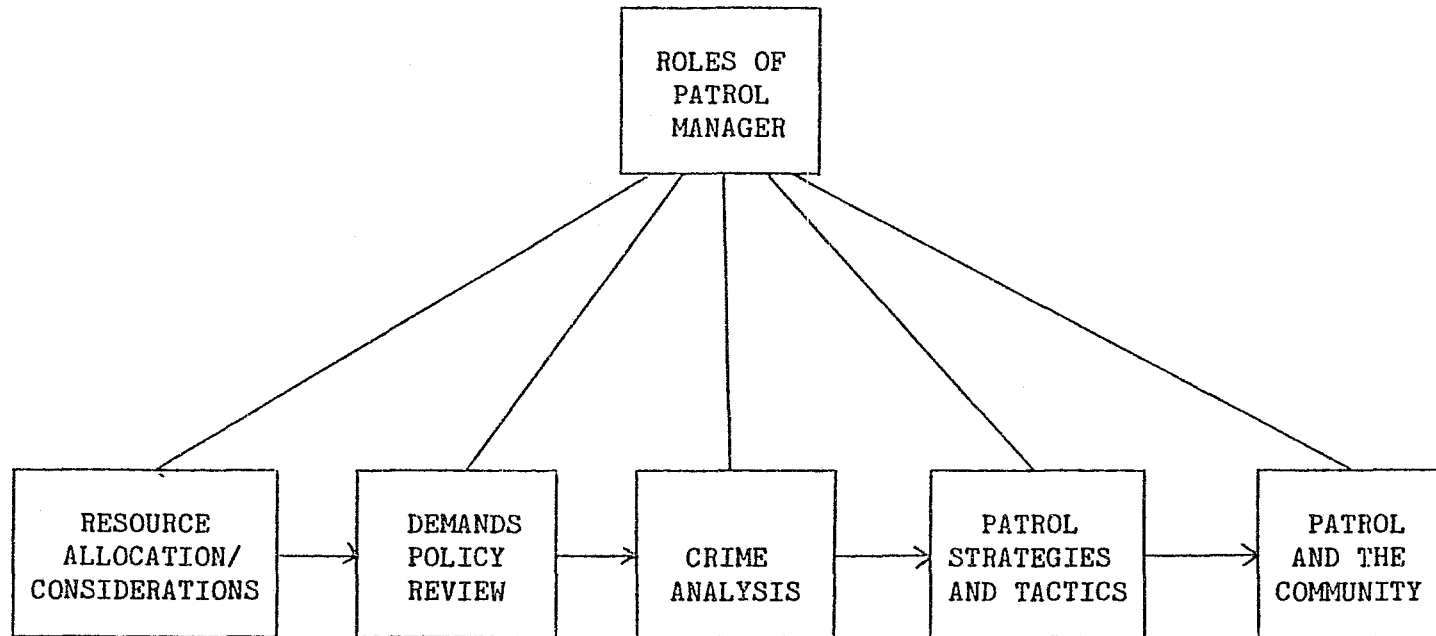 ROLES OF
PATROL
MANAGER
RESOURCE
ALLOCATION/
CONSIDERATIONS
DEMANDS
POLICY
REVIEW
CRIME
ANALYSIS
PATROL
STRATEGIES
AND TACTICS
PATROL
AND THE
COMMUNITY